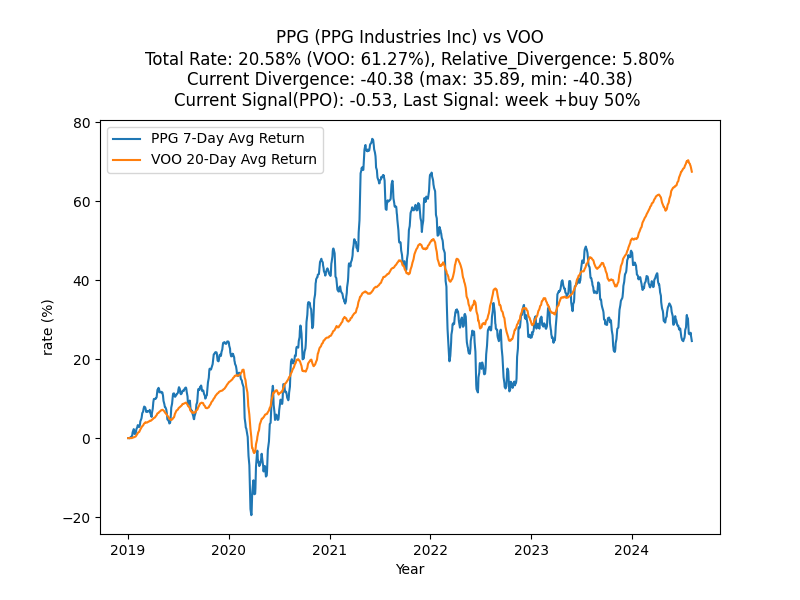 PPG (PPG Industries Inc) vs VOO
Total Rate: 20.58% (VOO: 61.27%), Relative_Divergence: 5.80%
Current Divergence: -40.38 (max: 35.89, min: -40.38)
Current Signal(PPO): -0.53, Last Signal: week +buy 50%
PPG 7-Day Avg Return
VOO 20-Day Avg Return
rate (%)
80
60
40
20
0
−20
2019 2020 2021 2022 2023 2024
Year